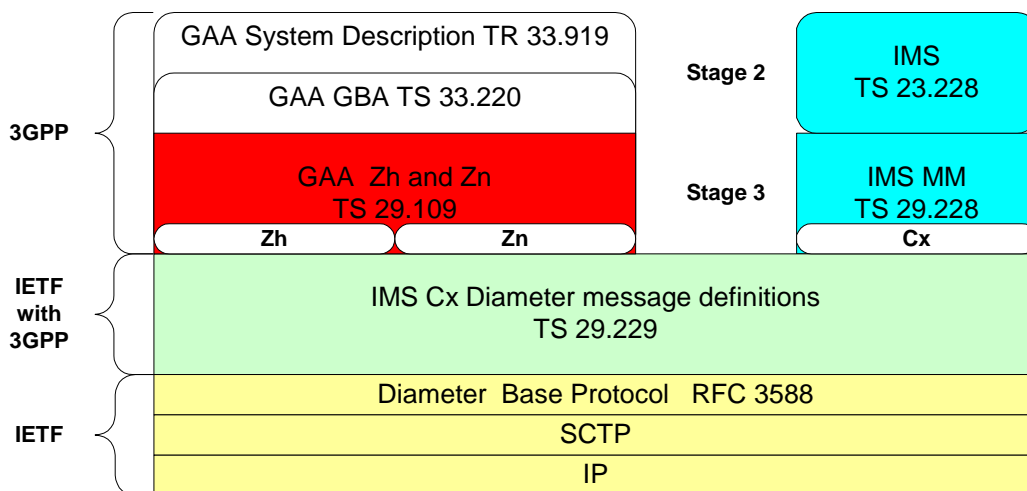 GAA System Description TR 33.919
GAA GBA TS 33.220
Stage 2
IMS
TS 23.228
3GPP
GAA Zh and Zn
TS 29.109
Stage 3
IMS MM
TS 29.228
Zh
Zn
Cx
IETF
with
3GPP
IMS Cx Diameter message definitions
TS 29.229
IETF
Diameter Base Protocol RFC 3588
SCTP
IP